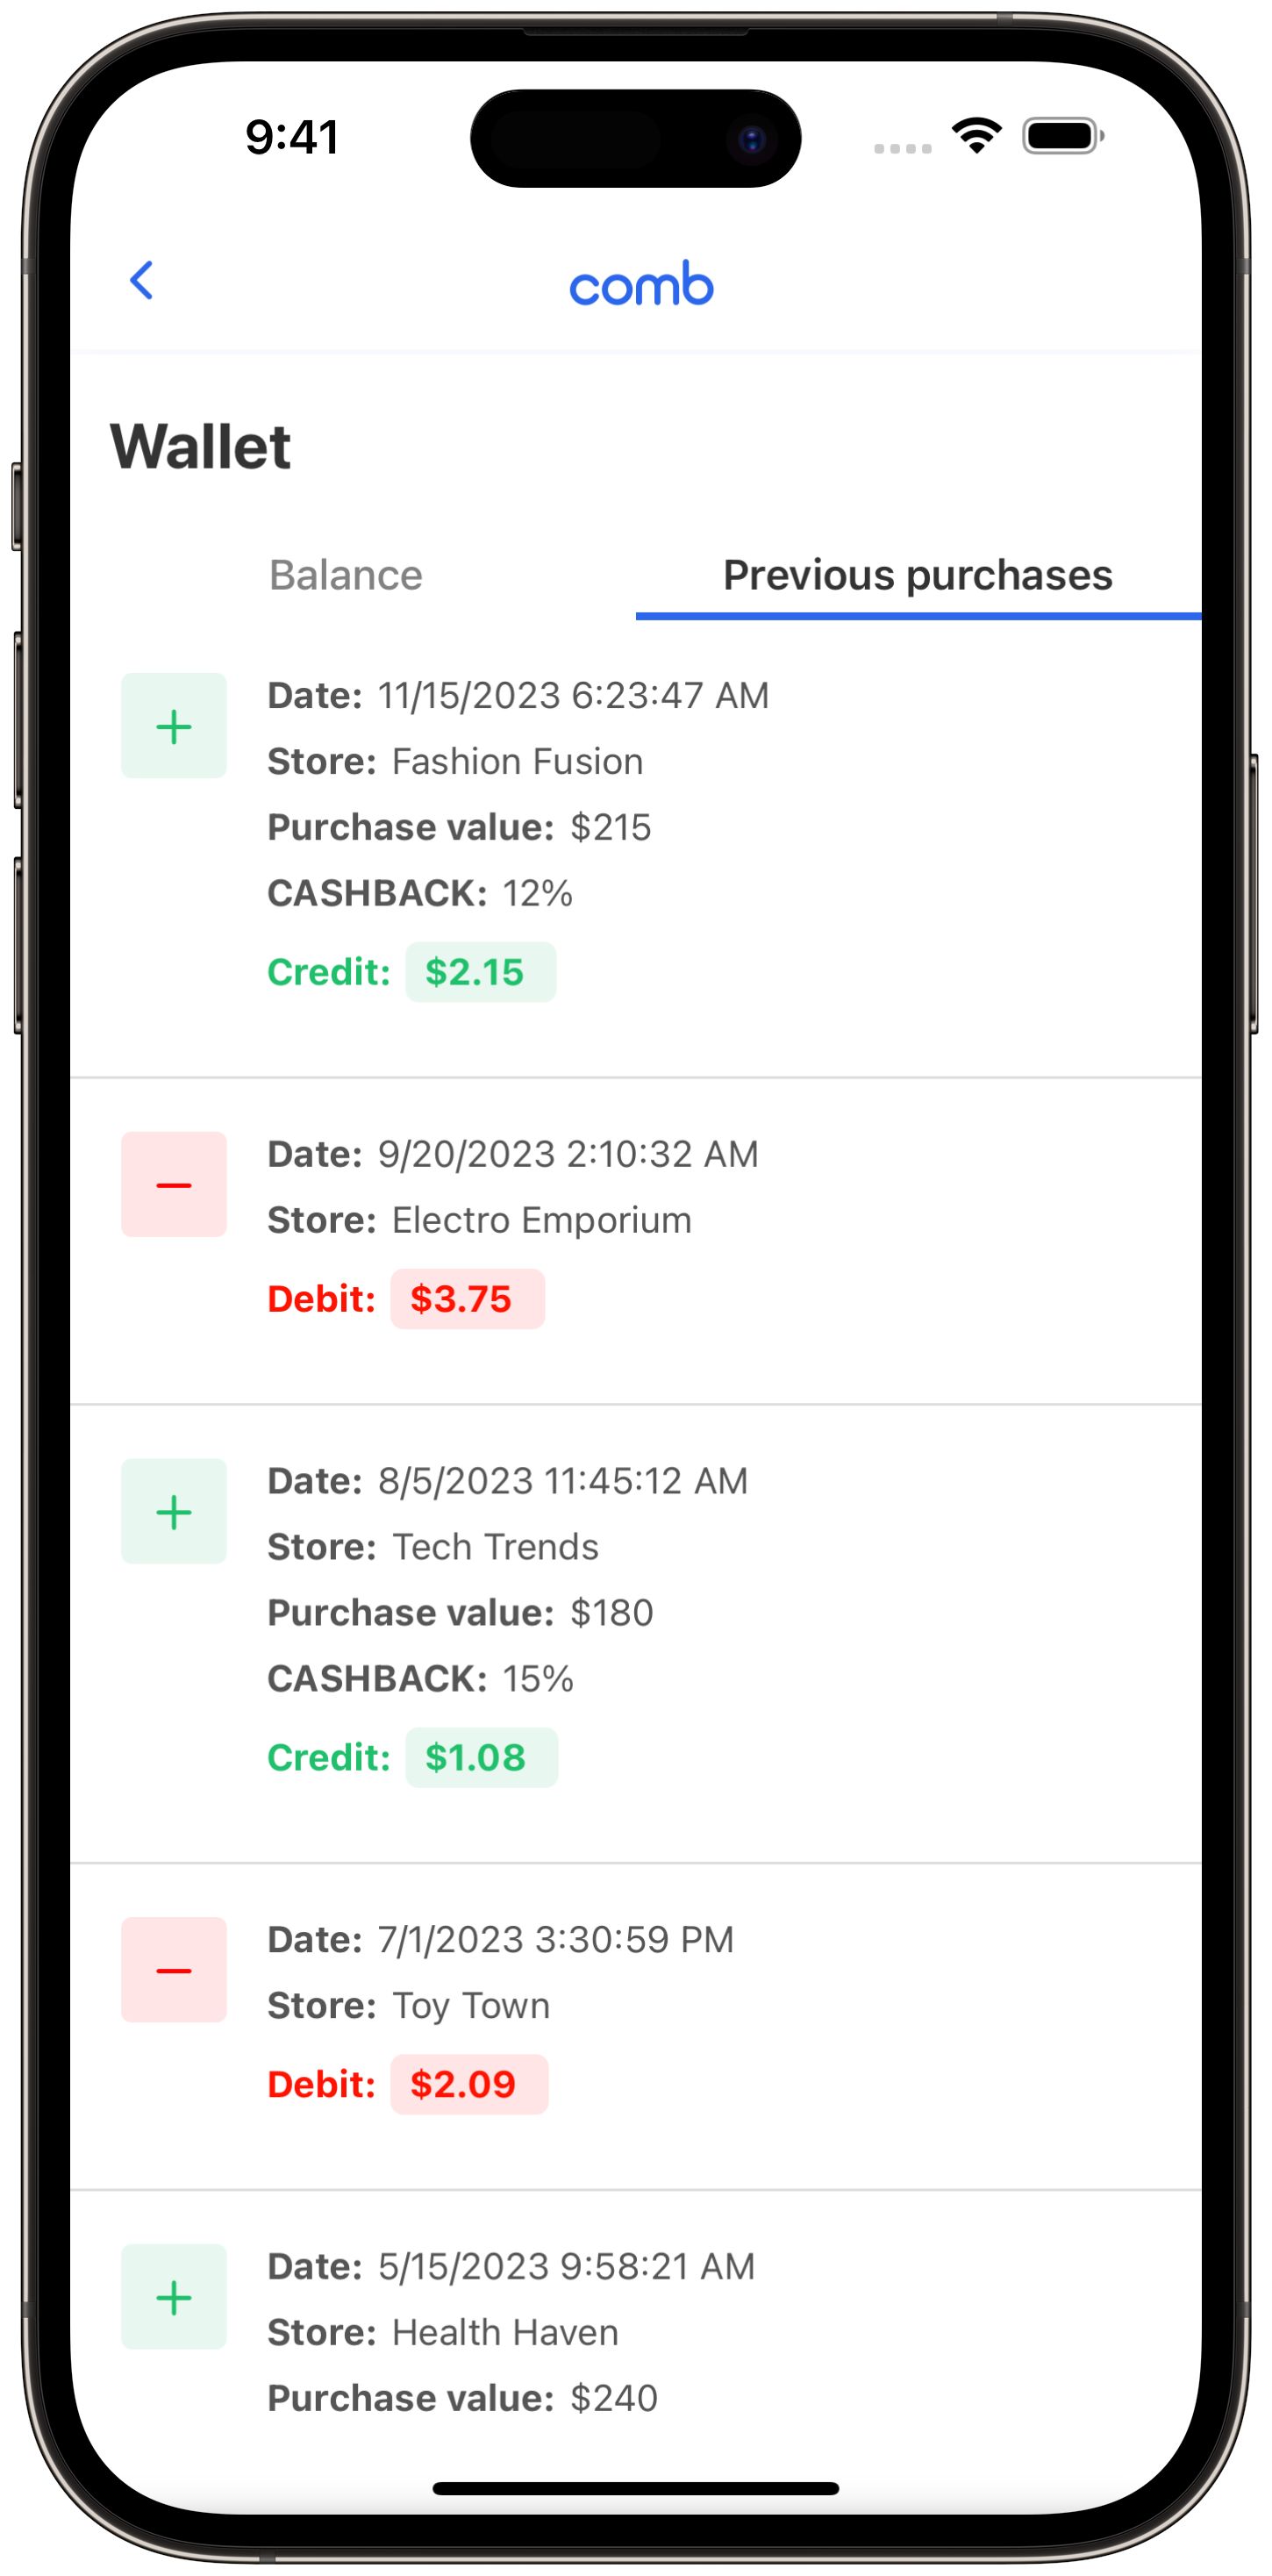 9:41
comb
Wallet
Balance Previous purchases
Date: 11/15/2023 6:23:47 AM
Store: Fashion Fusion
Purchase value: $215
CASHBACK: 12%
Credit: $2.15
Date: 9/20/2023 2:10:32 AM
Store: Electro Emporium
Debit: $3.75
Date: 8/5/2023 11:45:12 AM
Store: Tech Trends
Purchase value: $180
CASHBACK: 15%
Credit: $1.08
Date: 7/1/2023 3:30:59 PM
Store: Toy Town
Debit: $2.09
Date: 5/15/2023 9:58:21 AM
Store: Health Haven
Purchase value: $240